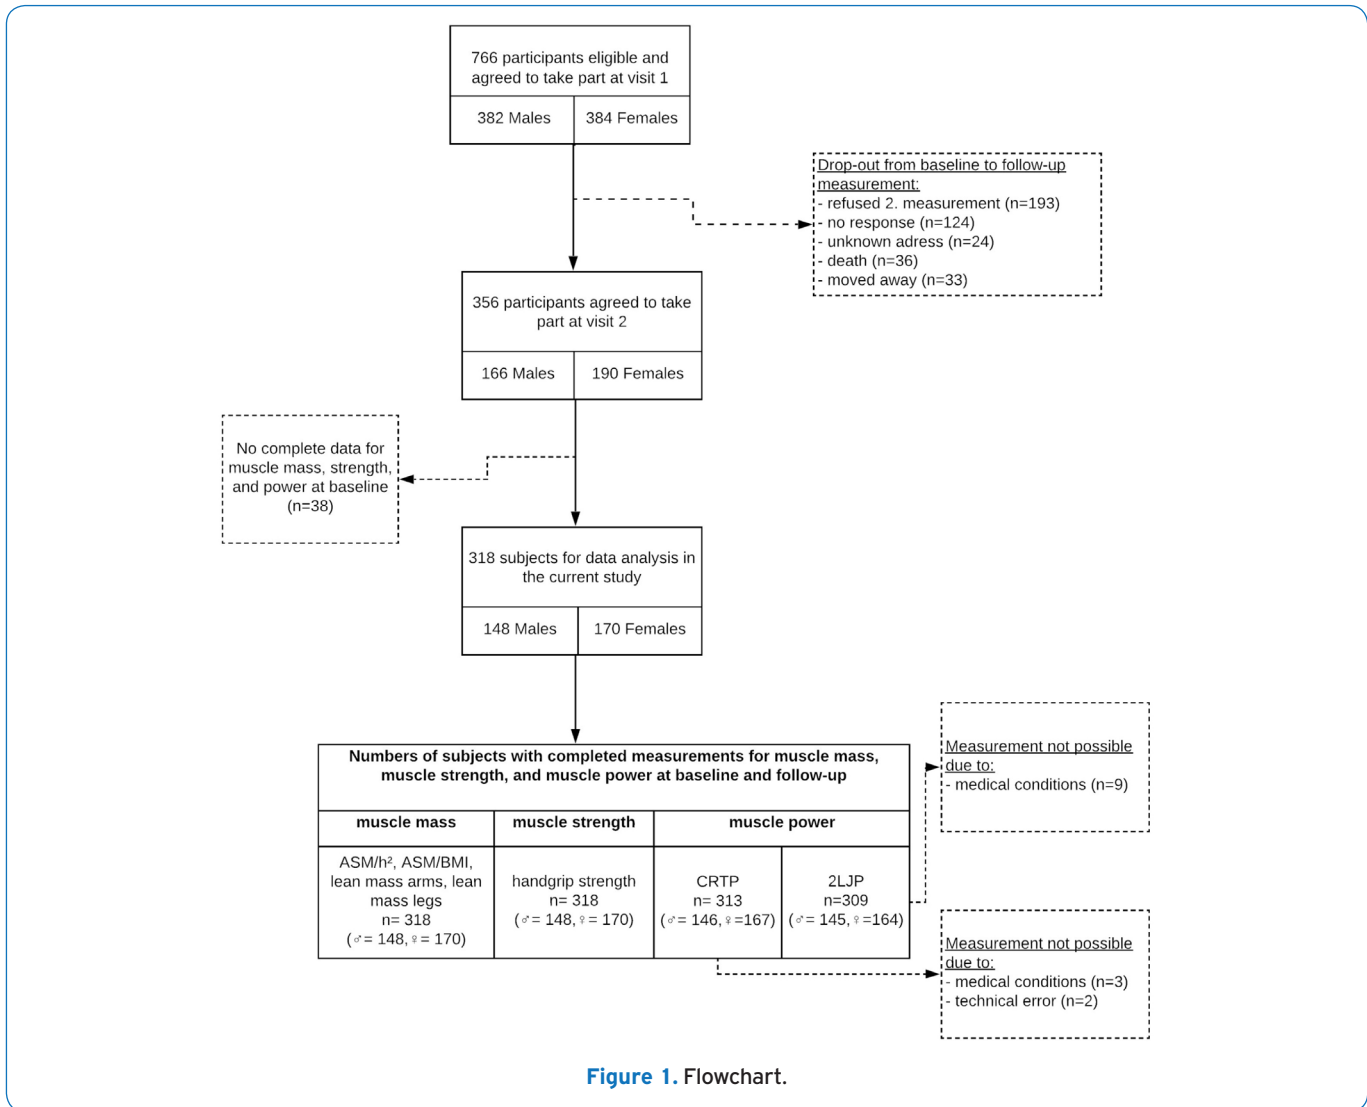 766 participants eligible and
agreed to take part at visit 1
382 Males
384 Females
Drop-out from baseline to follow-up
measurement:
- refused 2. measurement (n=193)
- no response (n=124)
- unknown adress (n=24)
- death (n=36)
- moved away (n=33)
356 participants agreed to take
part at visit 2
166 Males
190 Females
No complete data for
muscle mass, strength,
and power at baseline
(n=38)
318 subjects for data analysis in
the current study
148 Males
170 Females
Numbers of subjects with completed measurements for muscle mass,
muscle strength, and muscle power at baseline and follow-up
muscle mass
muscle strength
muscle power
ASM/h², ASM/BMI,
lean mass arms, lean
mass legs
n= 318
(♂= 148,♀= 170)
handgrip strength
n= 318
(♂= 148,♀= 170)
CRTP
n= 313
(♂= 146,♀=167)
2LJP
n=309
(♂= 145,♀=164)
Measurement not possible
due to:
- medical conditions (n=9)
Measurement not possible
due to:
- medical conditions (n=3)
- technical error (n=2)
Figure 1. Flowchart.